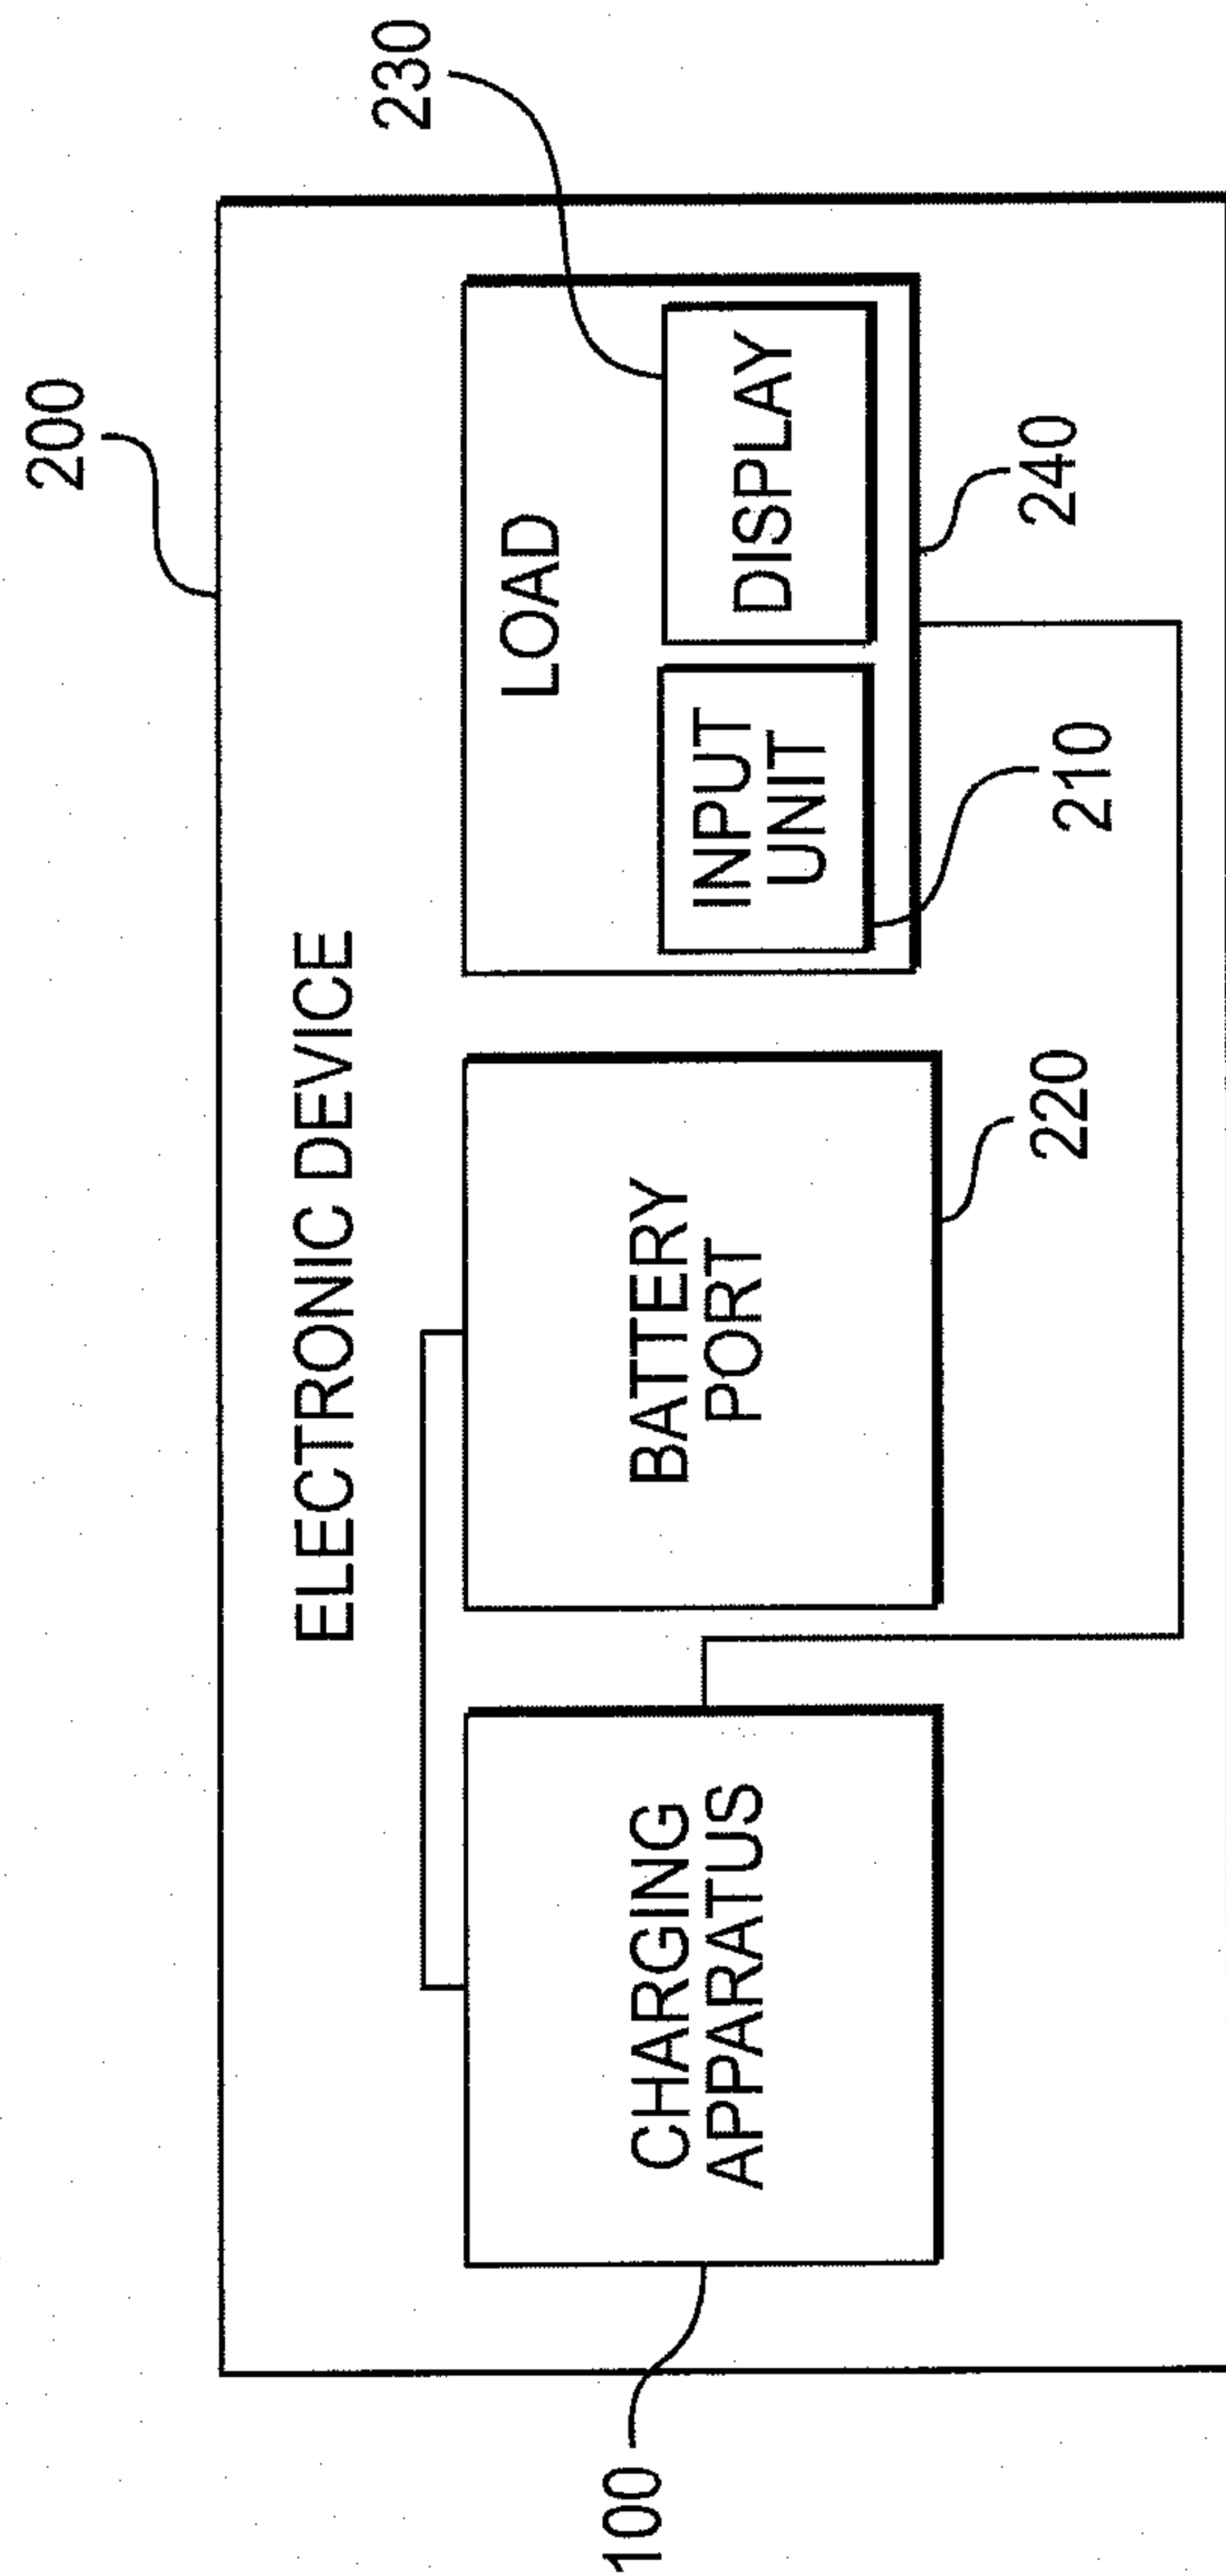 200
230
ELECTRONIC DEVICE
LOAD
CHARGING
APPARATUS
BATTERY
PORT
INPUT
UNIT
DISPLAY
100
220
210
240